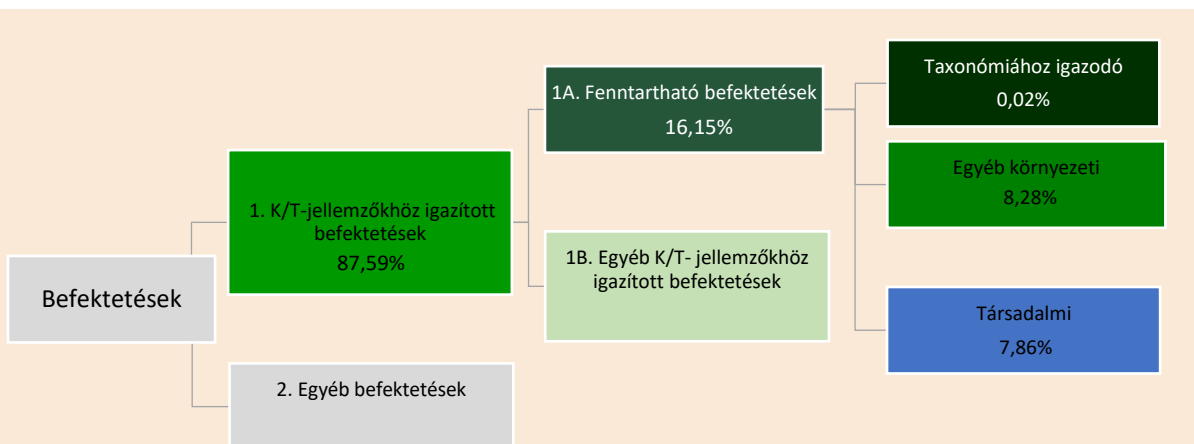 Befektetések
1. K/T-jellemzőkhöz igazított
befektetések
87,59%
2. Egyéb befektetések
1A. Fenntartható befektetések
16,15%
1B. Egyéb K/T- jellemzőkhöz
igazított befektetések
Taxonómiához igazodó
0,02%
Egyéb környezeti
8,28%
Társadalmi
7,86%